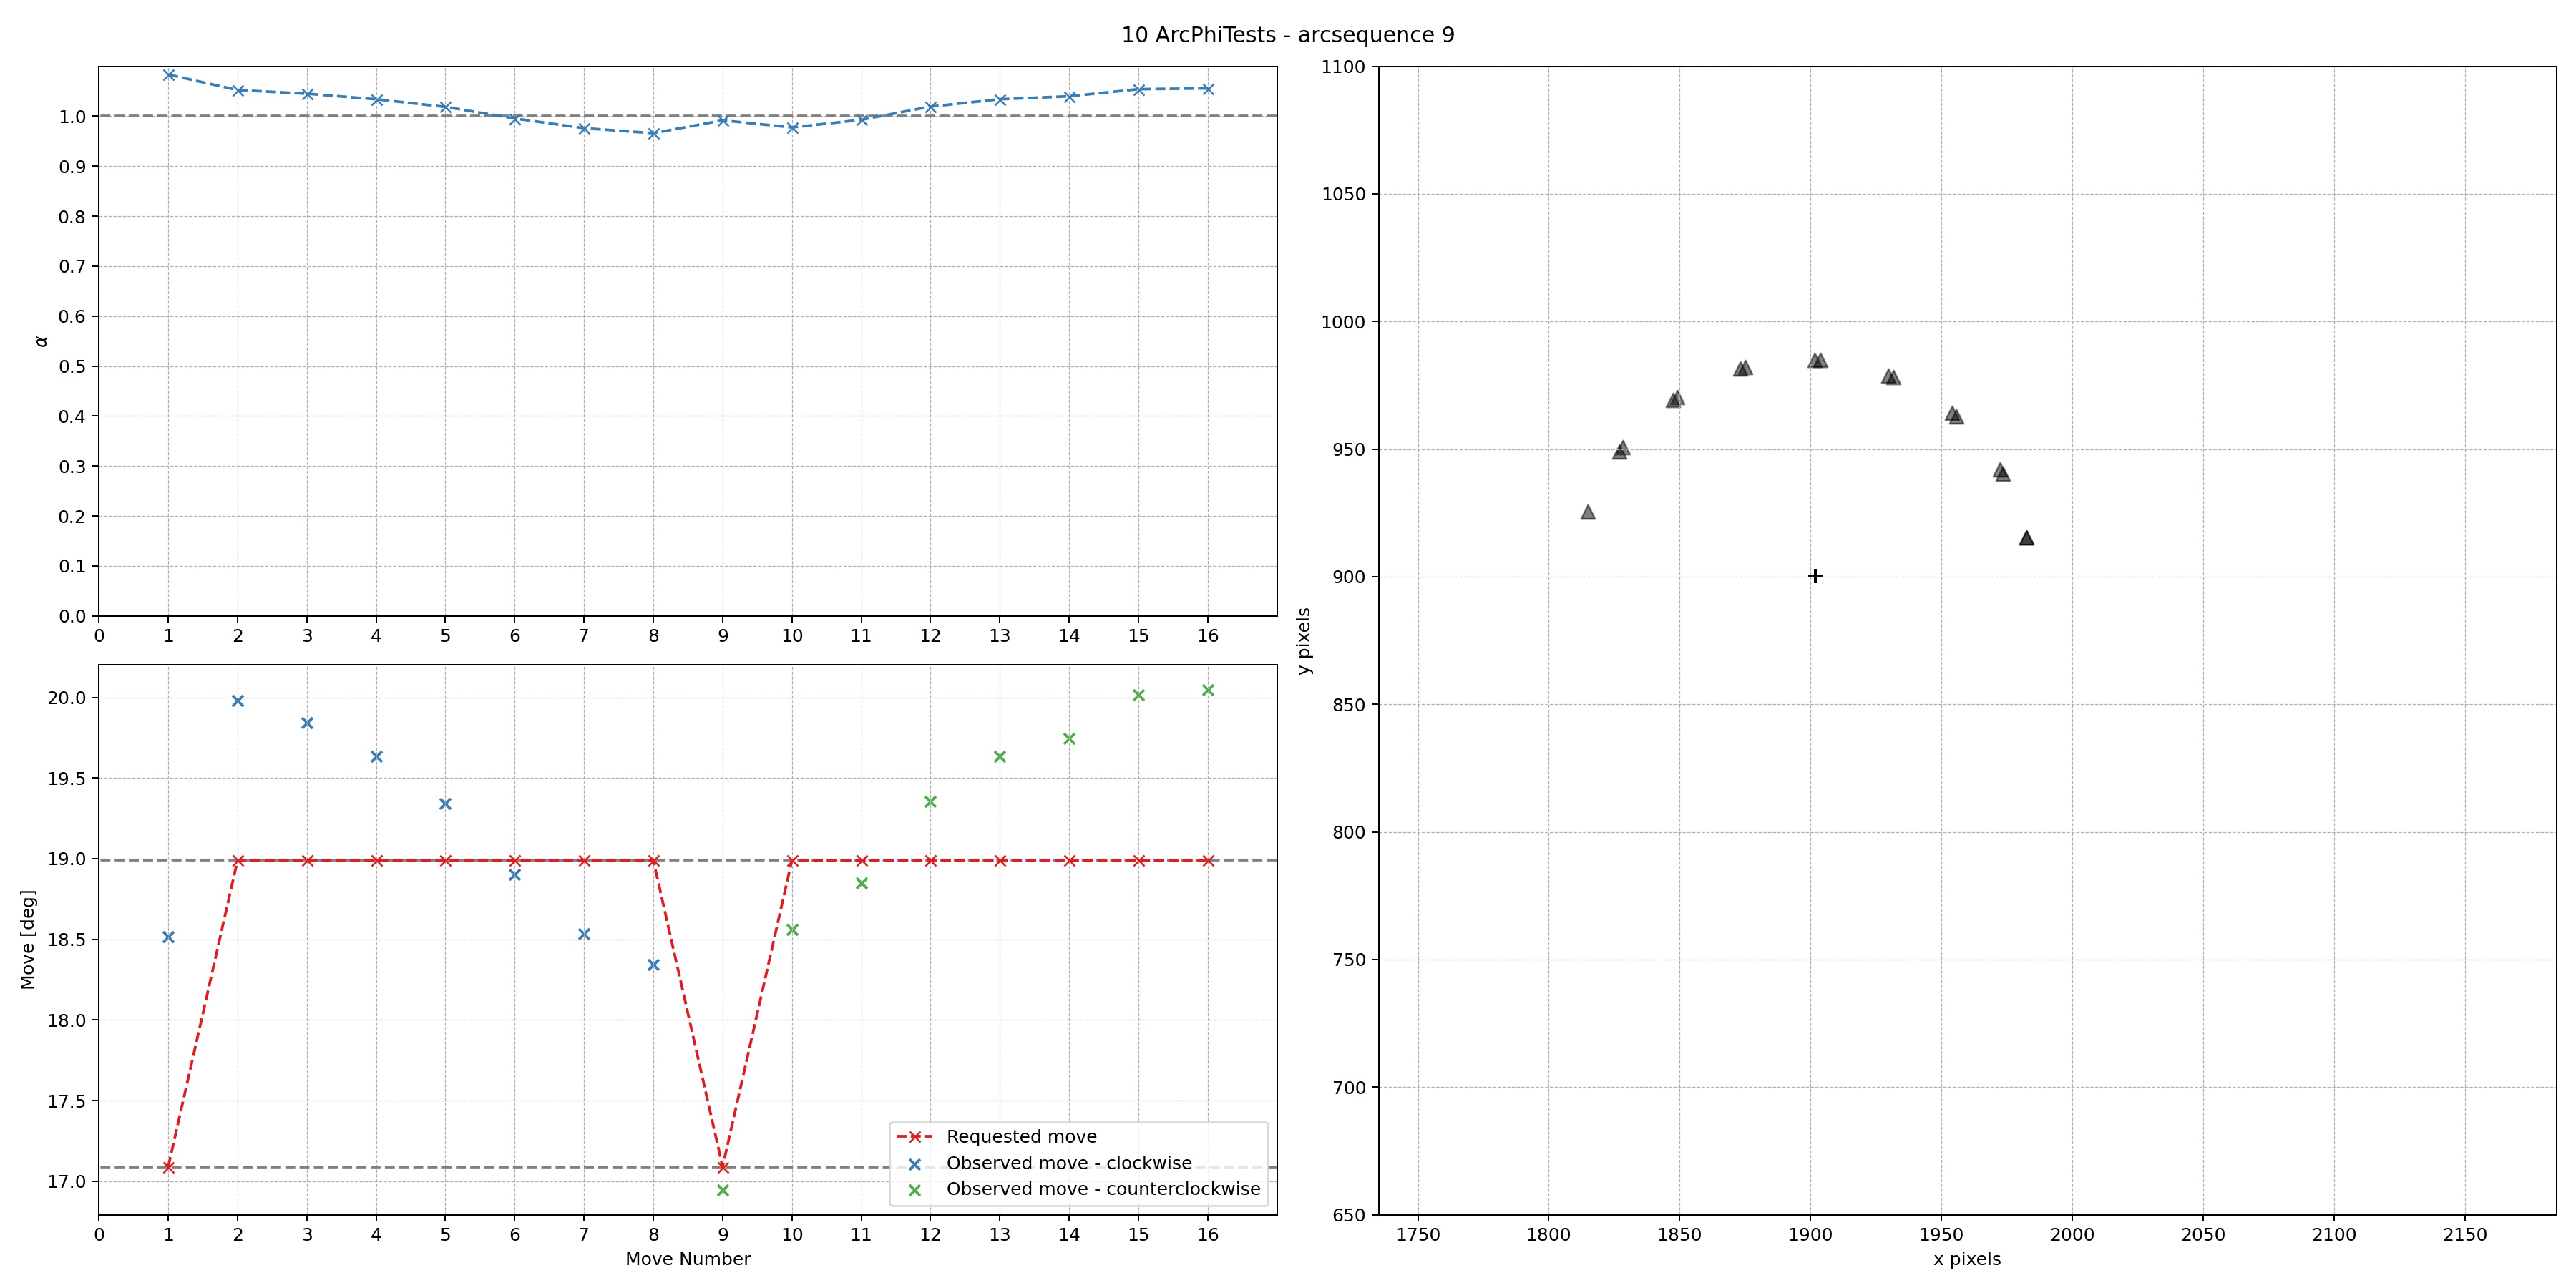 10 ArcPhiTests - arcsequence 9
1.0
0.9
0.8
0.7
0.6
0.5
0.4
0.3
0.2
0.1
0.0
α
0 1 2 3 4 5 6 7 8 9 10 11 12 13 14 15 16
20.0
19.5
19.0
18.5
18.0
17.5
17.0
Move [deg]
Requested move
Observed move - clockwise
Observed move - counterclockwise
0 1 2 3 4 5 6 7 8 9 10 11 12 13 14 15 16
Move Number
1100
1050
1000
950
900
850
800
750
700
650
y pixels
1750 1800 1850 1900 1950 2000 2050 2100 2150
x pixels